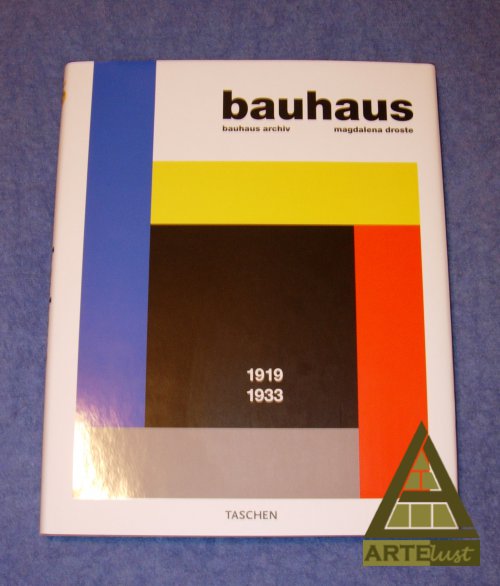 bauhaus
bauhaus archiv magdalena droste
1919
1933
TASCHEN
ARTElust